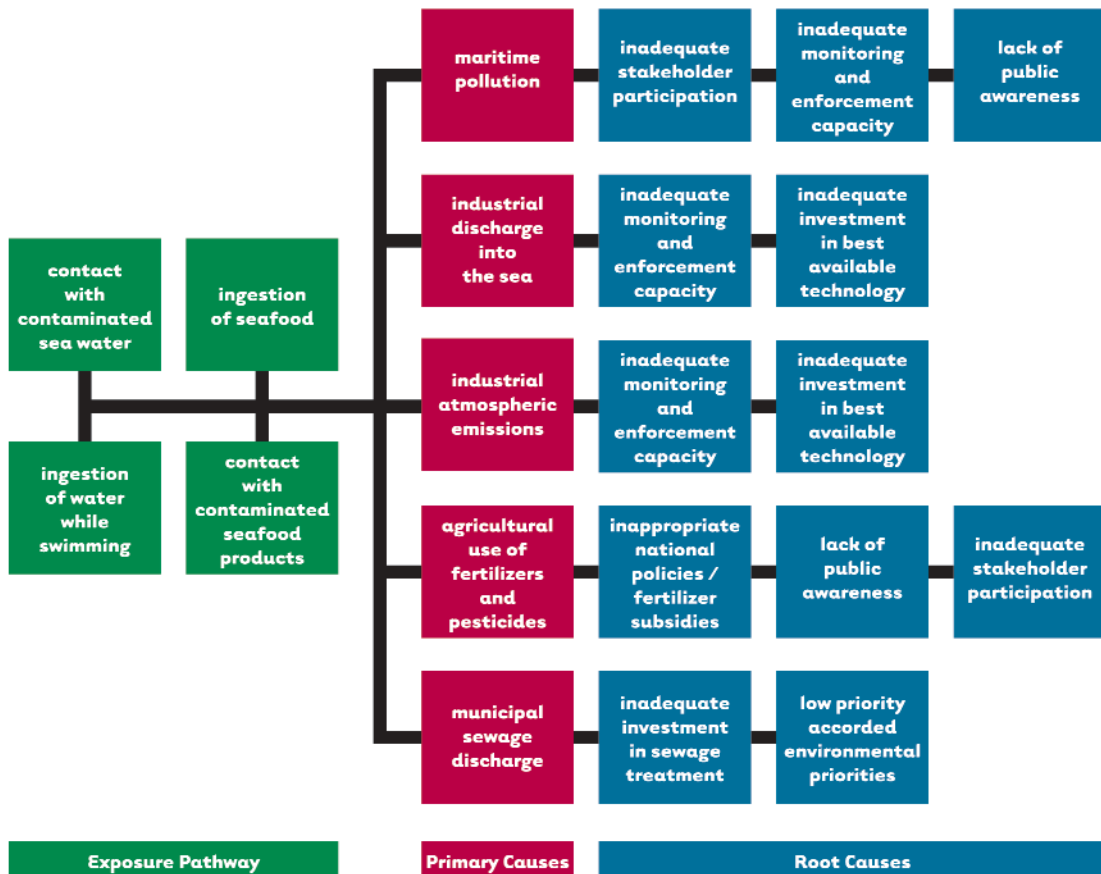 contact
with
contaminated
sea water
ingestion
of seafood
ingestion
of water
while
swimming
contact
with
contaminated
seafood
products
maritime
pollution
inadequate
stakeholder
participation
inadequate
monitoring
and
enforcement
capacity
lack of
public
awareness
industrial
discharge
into
the sea
inadequate
monitoring
and
enforcement
capacity
inadequate
investment
in best
available
technology
industrial
atmospheric
emissions
inadequate
monitoring
and
enforcement
capacity
inadequate
investment
in best
available
technology
agricultural
use of
fertilizers
and
pesticides
inappropriate
national
policies /
fertilizer
subsidies
lack of
public
awareness
inadequate
stakeholder
participation
municipal
sewage
discharge
inadequate
investment
in sewage
treatment
low priority
accorded
environmental
priorities
Exposure Pathway
Primary Causes
Root Causes